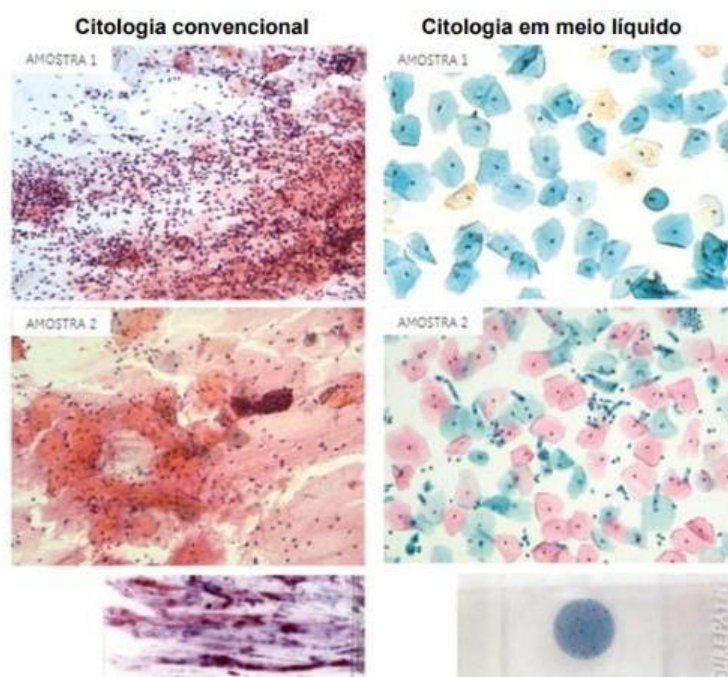 Citologia convencional
Citologia em meio líquido
AMOSTRA 1
AMOSTRA 1
AMOSTRA 2
AMOSTRA 2